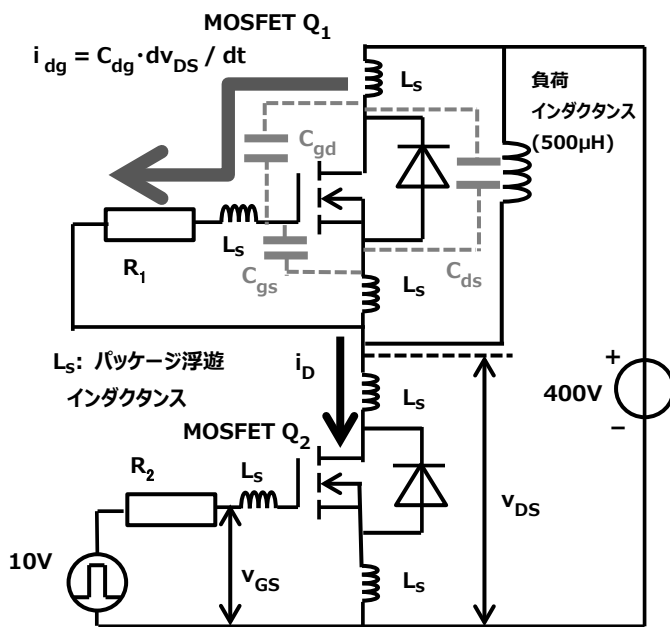 MOSFET Q1
i dg = Cdg·dvDS / dt
Ls
負荷
インダクタンス
(500µH)
Cgd
Ls
R1
Cgs
Cds
Ls
Ls: パッケージ浮遊
インダクタンス
iD
+
400V
−
Ls
MOSFET Q2
R2
Ls
vDS
10V
vGS
Ls